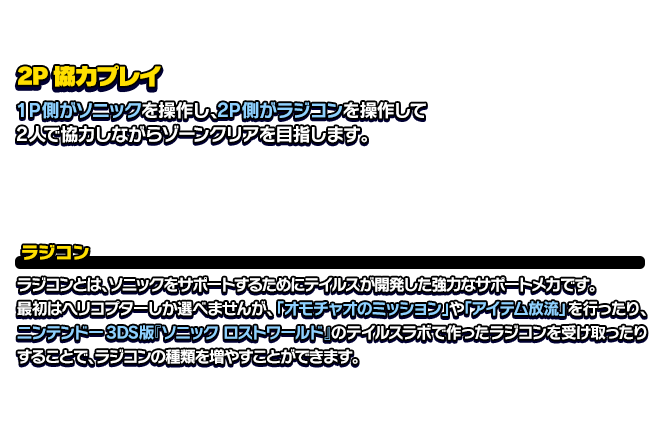 2P 協力プレイ
1P側がソニックを操作し、2P側がラジコンを操作して
2人で協力しながらゾーンクリアを目指します。
ラジコン
ラジコンとは、ソニックをサポートするためにテイルスが開発した強力なサポートメカです。
最初はヘリコプターしか選べませんが、「オモチャオのミッション」や「アイテム放流」を行ったり、
ニンテンドー3DS版『ソニック ロストワールド』のテイルスラボで作ったラジコンを受け取ったり
することで、ラジコンの種類を増やすことができます。